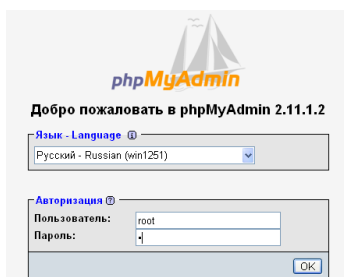 phpMyAdmin
Добро пожаловать в phpMyAdmin 2.11.1.2
Язык - Language
Русский - Russian (win1251)
Авторизация
Пользователь: root
Пароль: •
OK